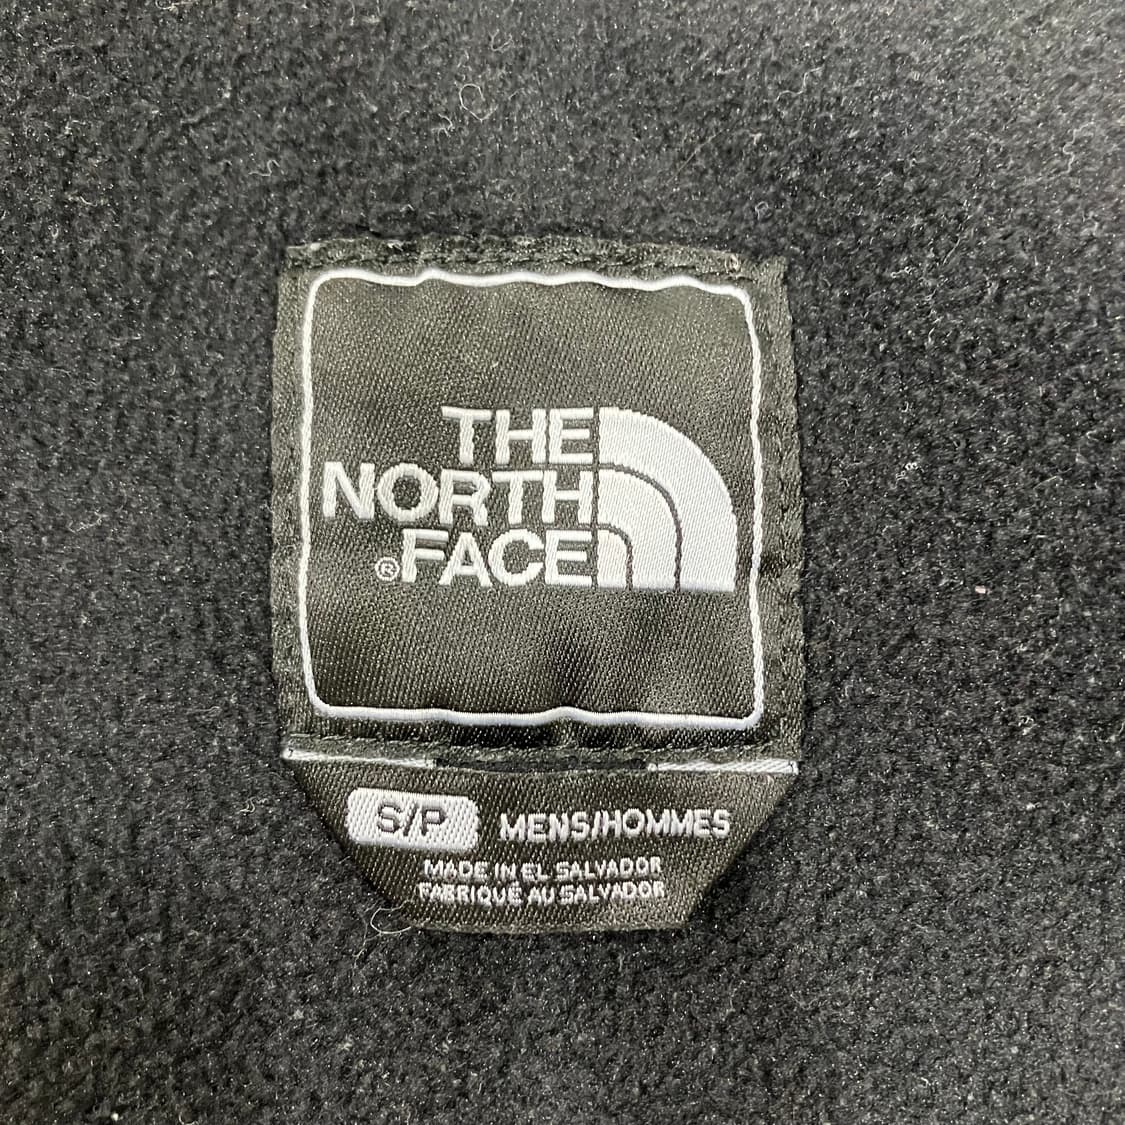 THE
NORTH
®FACE
S/P MENS/HOMMES
MADE IN EL SALVADOR
FABRIQUÉ AU SALVADOR